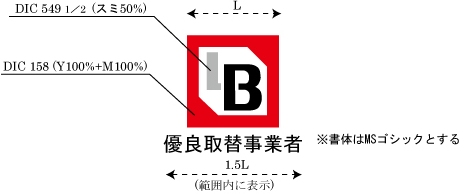 DIC 549 1/2 (スミ50%)
L
DIC 158 (Y100%+M100%)
B
優良取替事業者
※書体はMSゴシックとする
1.5L
(範囲内に表示)